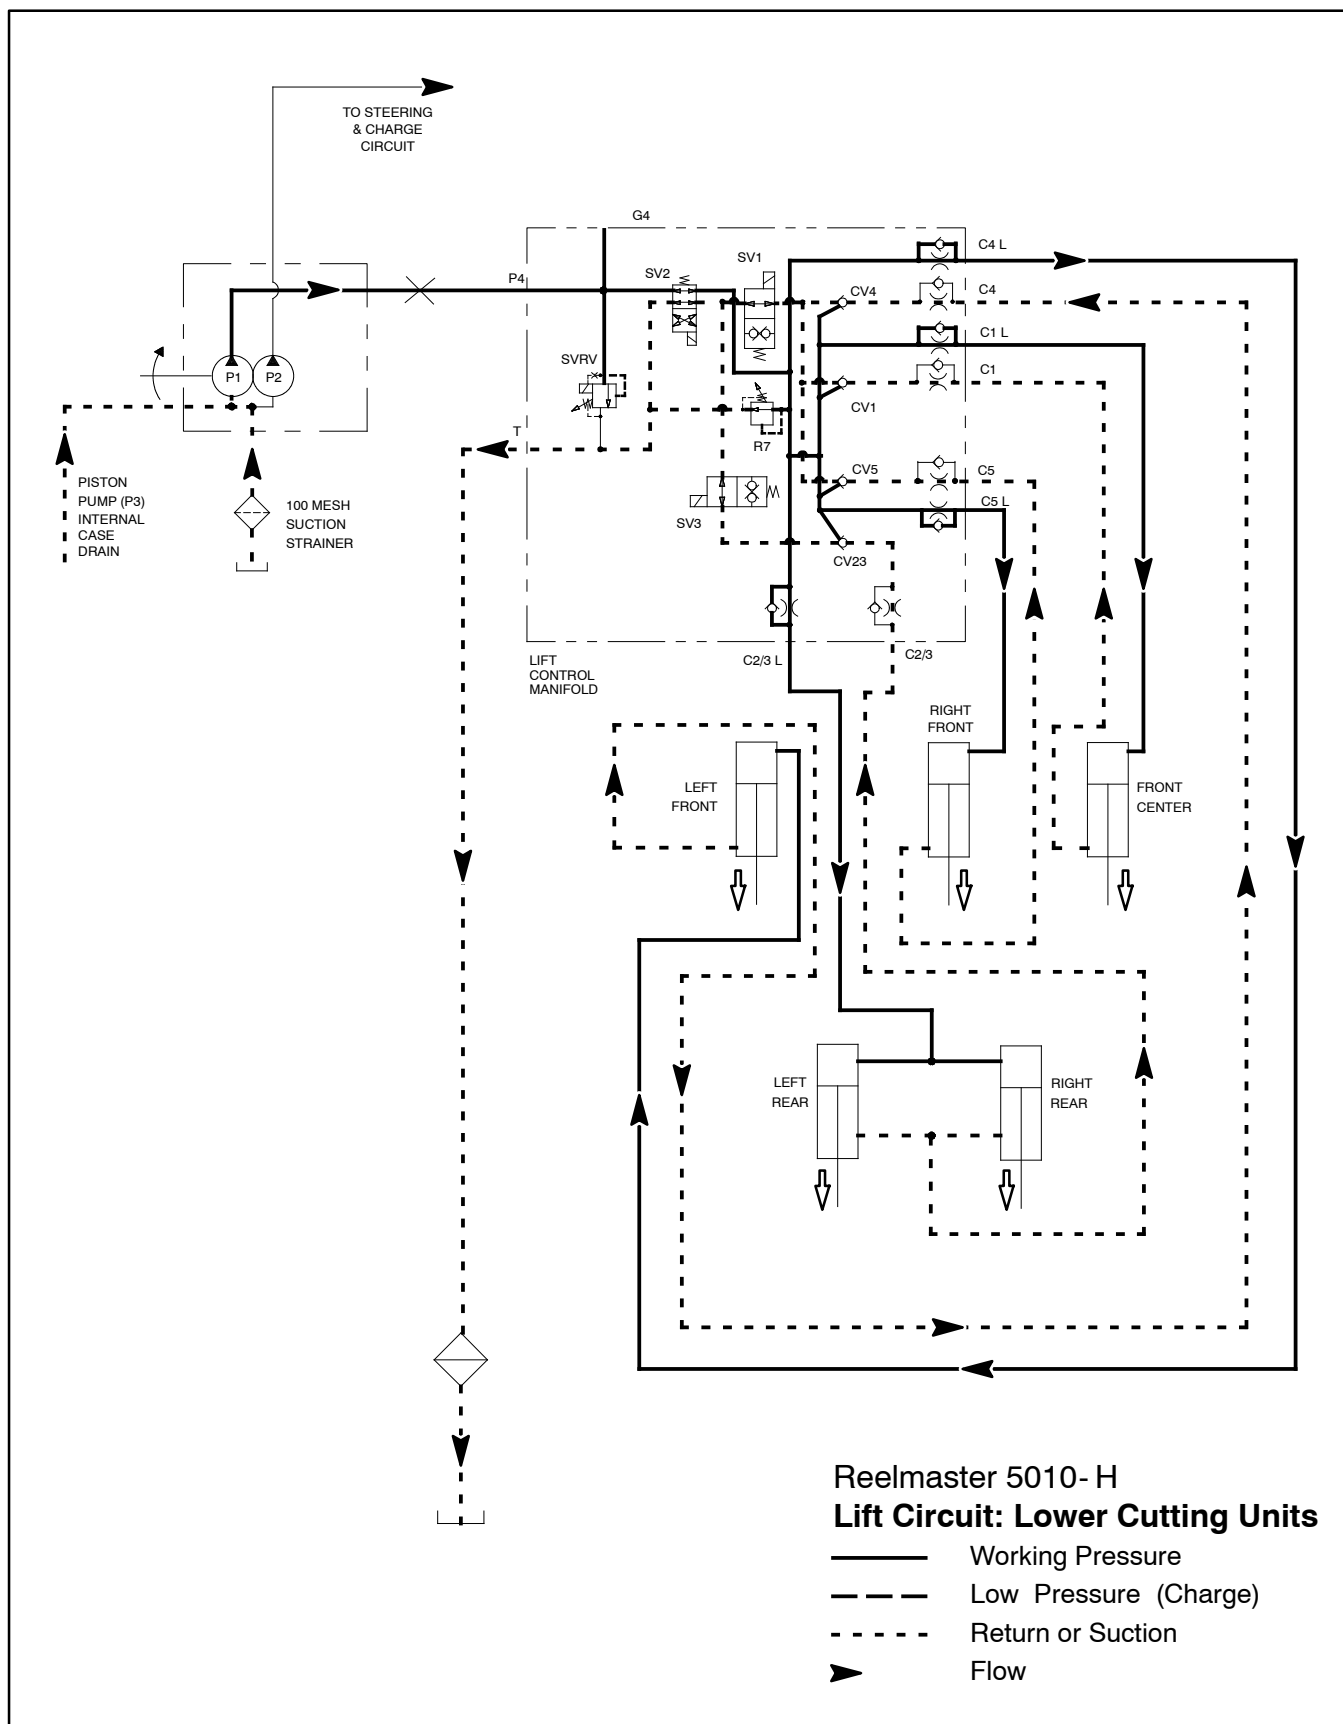 TO STEERING
& CHARGE
CIRCUIT
G4
C4 L
SV1
P4
SV2
CV4
C4
C1 L
SVRV
C1
P1
P2
CV1
T
R7
CV5
C5
PISTON
PUMP (P3)
INTERNAL
CASE
DRAIN
100 MESH
SUCTION
STRAINER
C5 L
SV3
CV23
LIFT
CONTROL
MANIFOLD
C2/3 L
C2/3
RIGHT
FRONT
LEFT
FRONT
FRONT
CENTER
LEFT
REAR
RIGHT
REAR
Reelmaster 5010-H
Lift Circuit: Lower Cutting Units
Working Pressure
Low Pressure (Charge)
Return or Suction
Flow